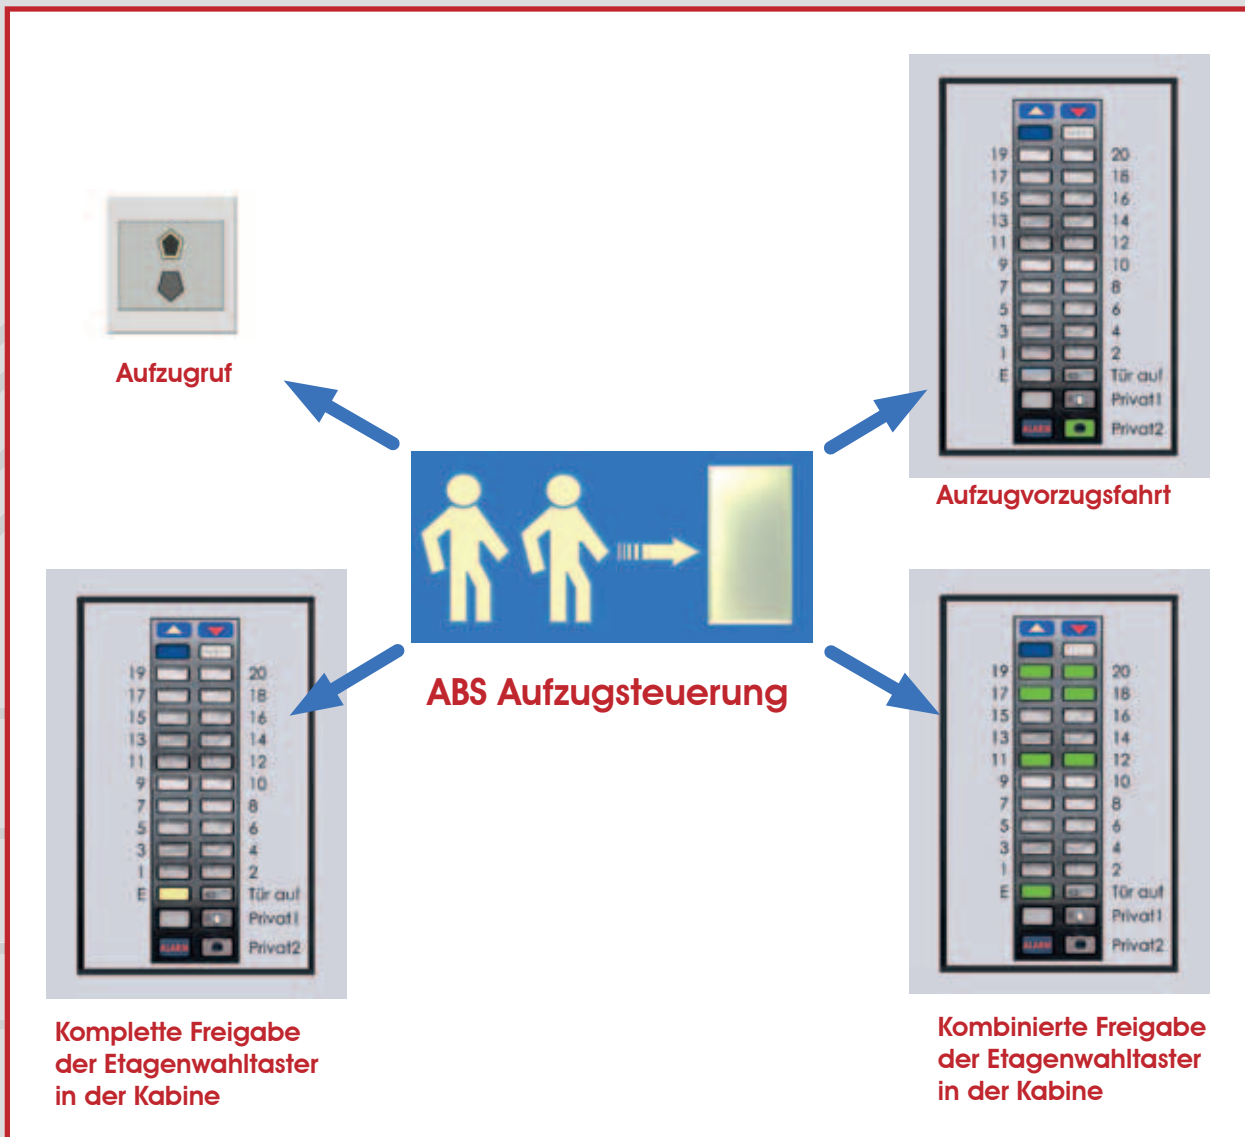 Aufzugruf
19 20
17 18
15 16
13 14
11 12
9 10
7 8
5 6
3 4
1 2
E Tür auf
Privat1
ALARM Privat2
Aufzugvorzugsfahrt
ABS Aufzugsteuerung
19 20
17 18
15 16
13 14
11 12
9 10
7 8
5 6
3 4
1 2
E Tür auf
Privat1
ALARM Privat2
Komplette Freigabe
der Etagenwahltaster
in der Kabine
19 20
17 18
15 16
13 14
11 12
9 10
7 8
5 6
3 4
1 2
E Tür auf
Privat1
ALARM Privat2
Kombinierte Freigabe
der Etagenwahltaster
in der Kabine